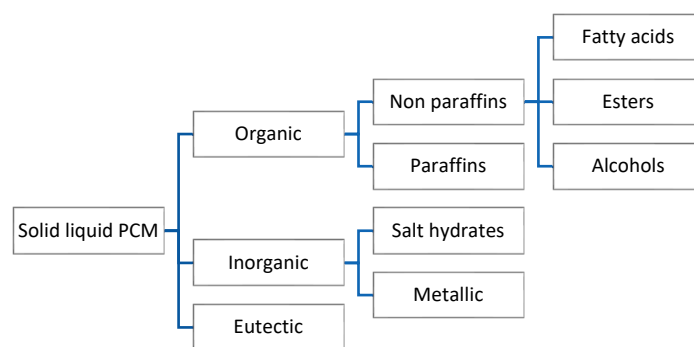 Fatty acids
Non paraffins
Esters
Organic
Paraffins
Alcohols
Solid liquid PCM
Salt hydrates
Inorganic
Metallic
Eutectic